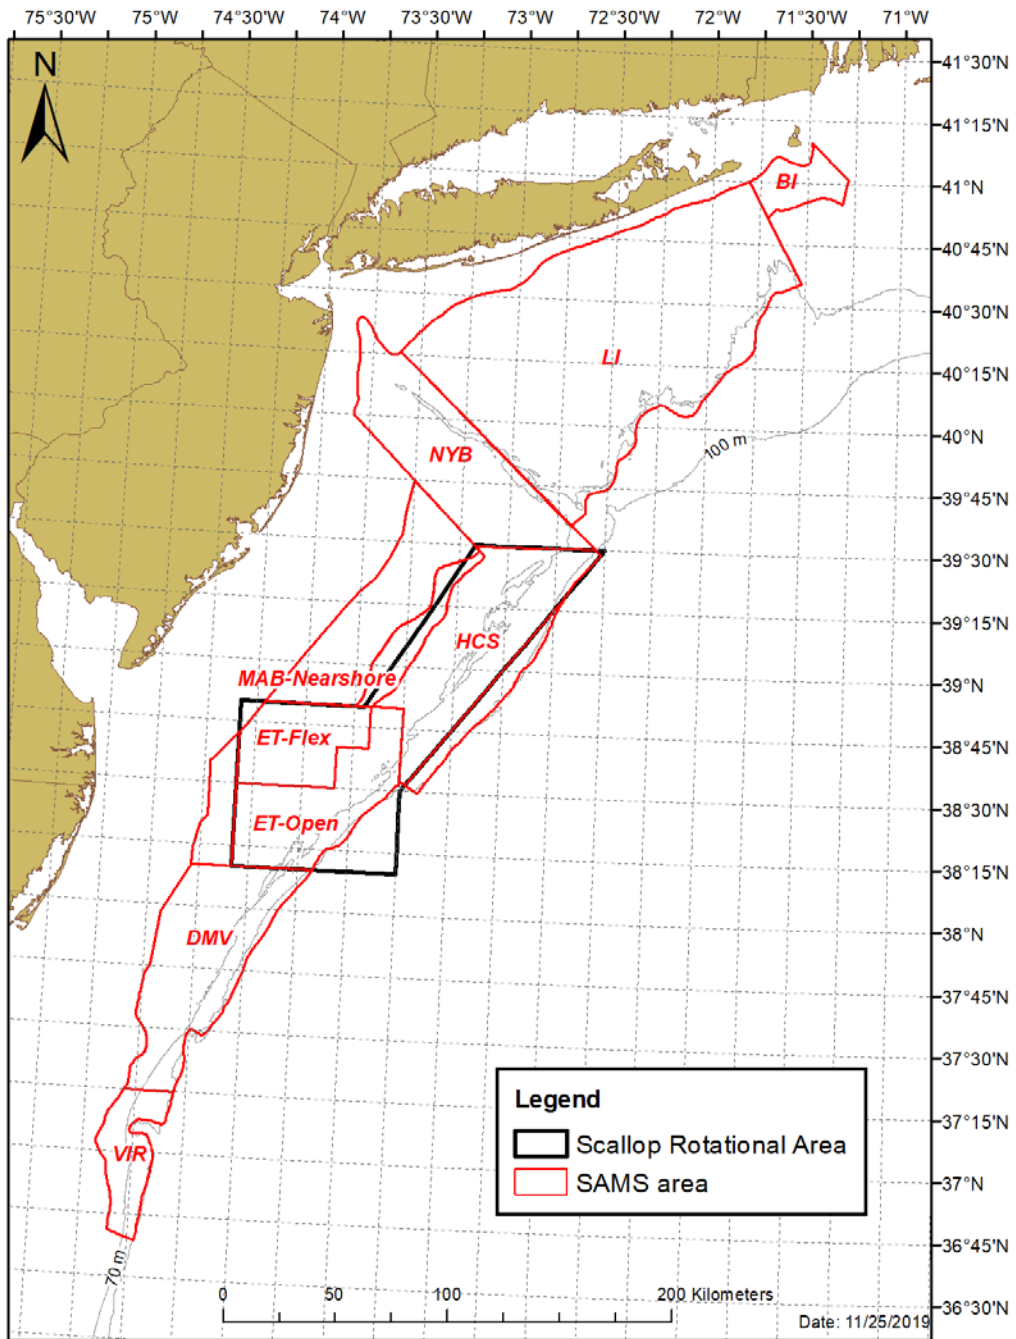 75°30'W 75°W 74°30'W 74°W 73°30'W 73°W 72°30'W 72°W 71°30'W 71°W
N
41°30'N
41°15'N
BI
41°N
40°45'N
40°30'N
LI
40°15'N
40°N
100 m
NYB
39°45'N
39°30'N
39°15'N
HCS
MAB-Nearshore
39°N
ET-Flex
38°45'N
38°30'N
ET-Open
38°15'N
DMV
38°N
37°45'N
37°30'N
Legend
Scallop Rotational Area
SAMS area
37°15'N
VIR
37°N
36°45'N
70 m
0 50 100 200 Kilometers
36°30'N
Date: 11/25/2019